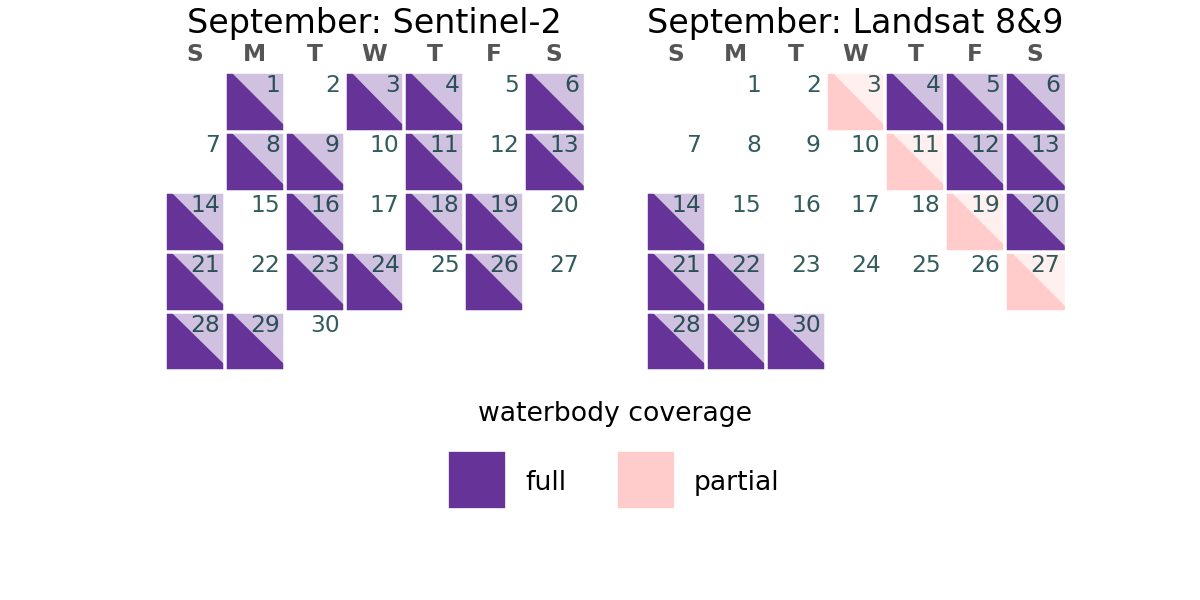 September: Sentinel-2
S M T W T F S
1 2 3 4 5 6
7 8 9 10 11 12 13
14 15 16 17 18 19 20
21 22 23 24 25 26 27
28 29 30
September: Landsat 8&9
S M T W T F S
1 2 3 4 5 6
7 8 9 10 11 12 13
14 15 16 17 18 19 20
21 22 23 24 25 26 27
28 29 30
waterbody coverage
full partial